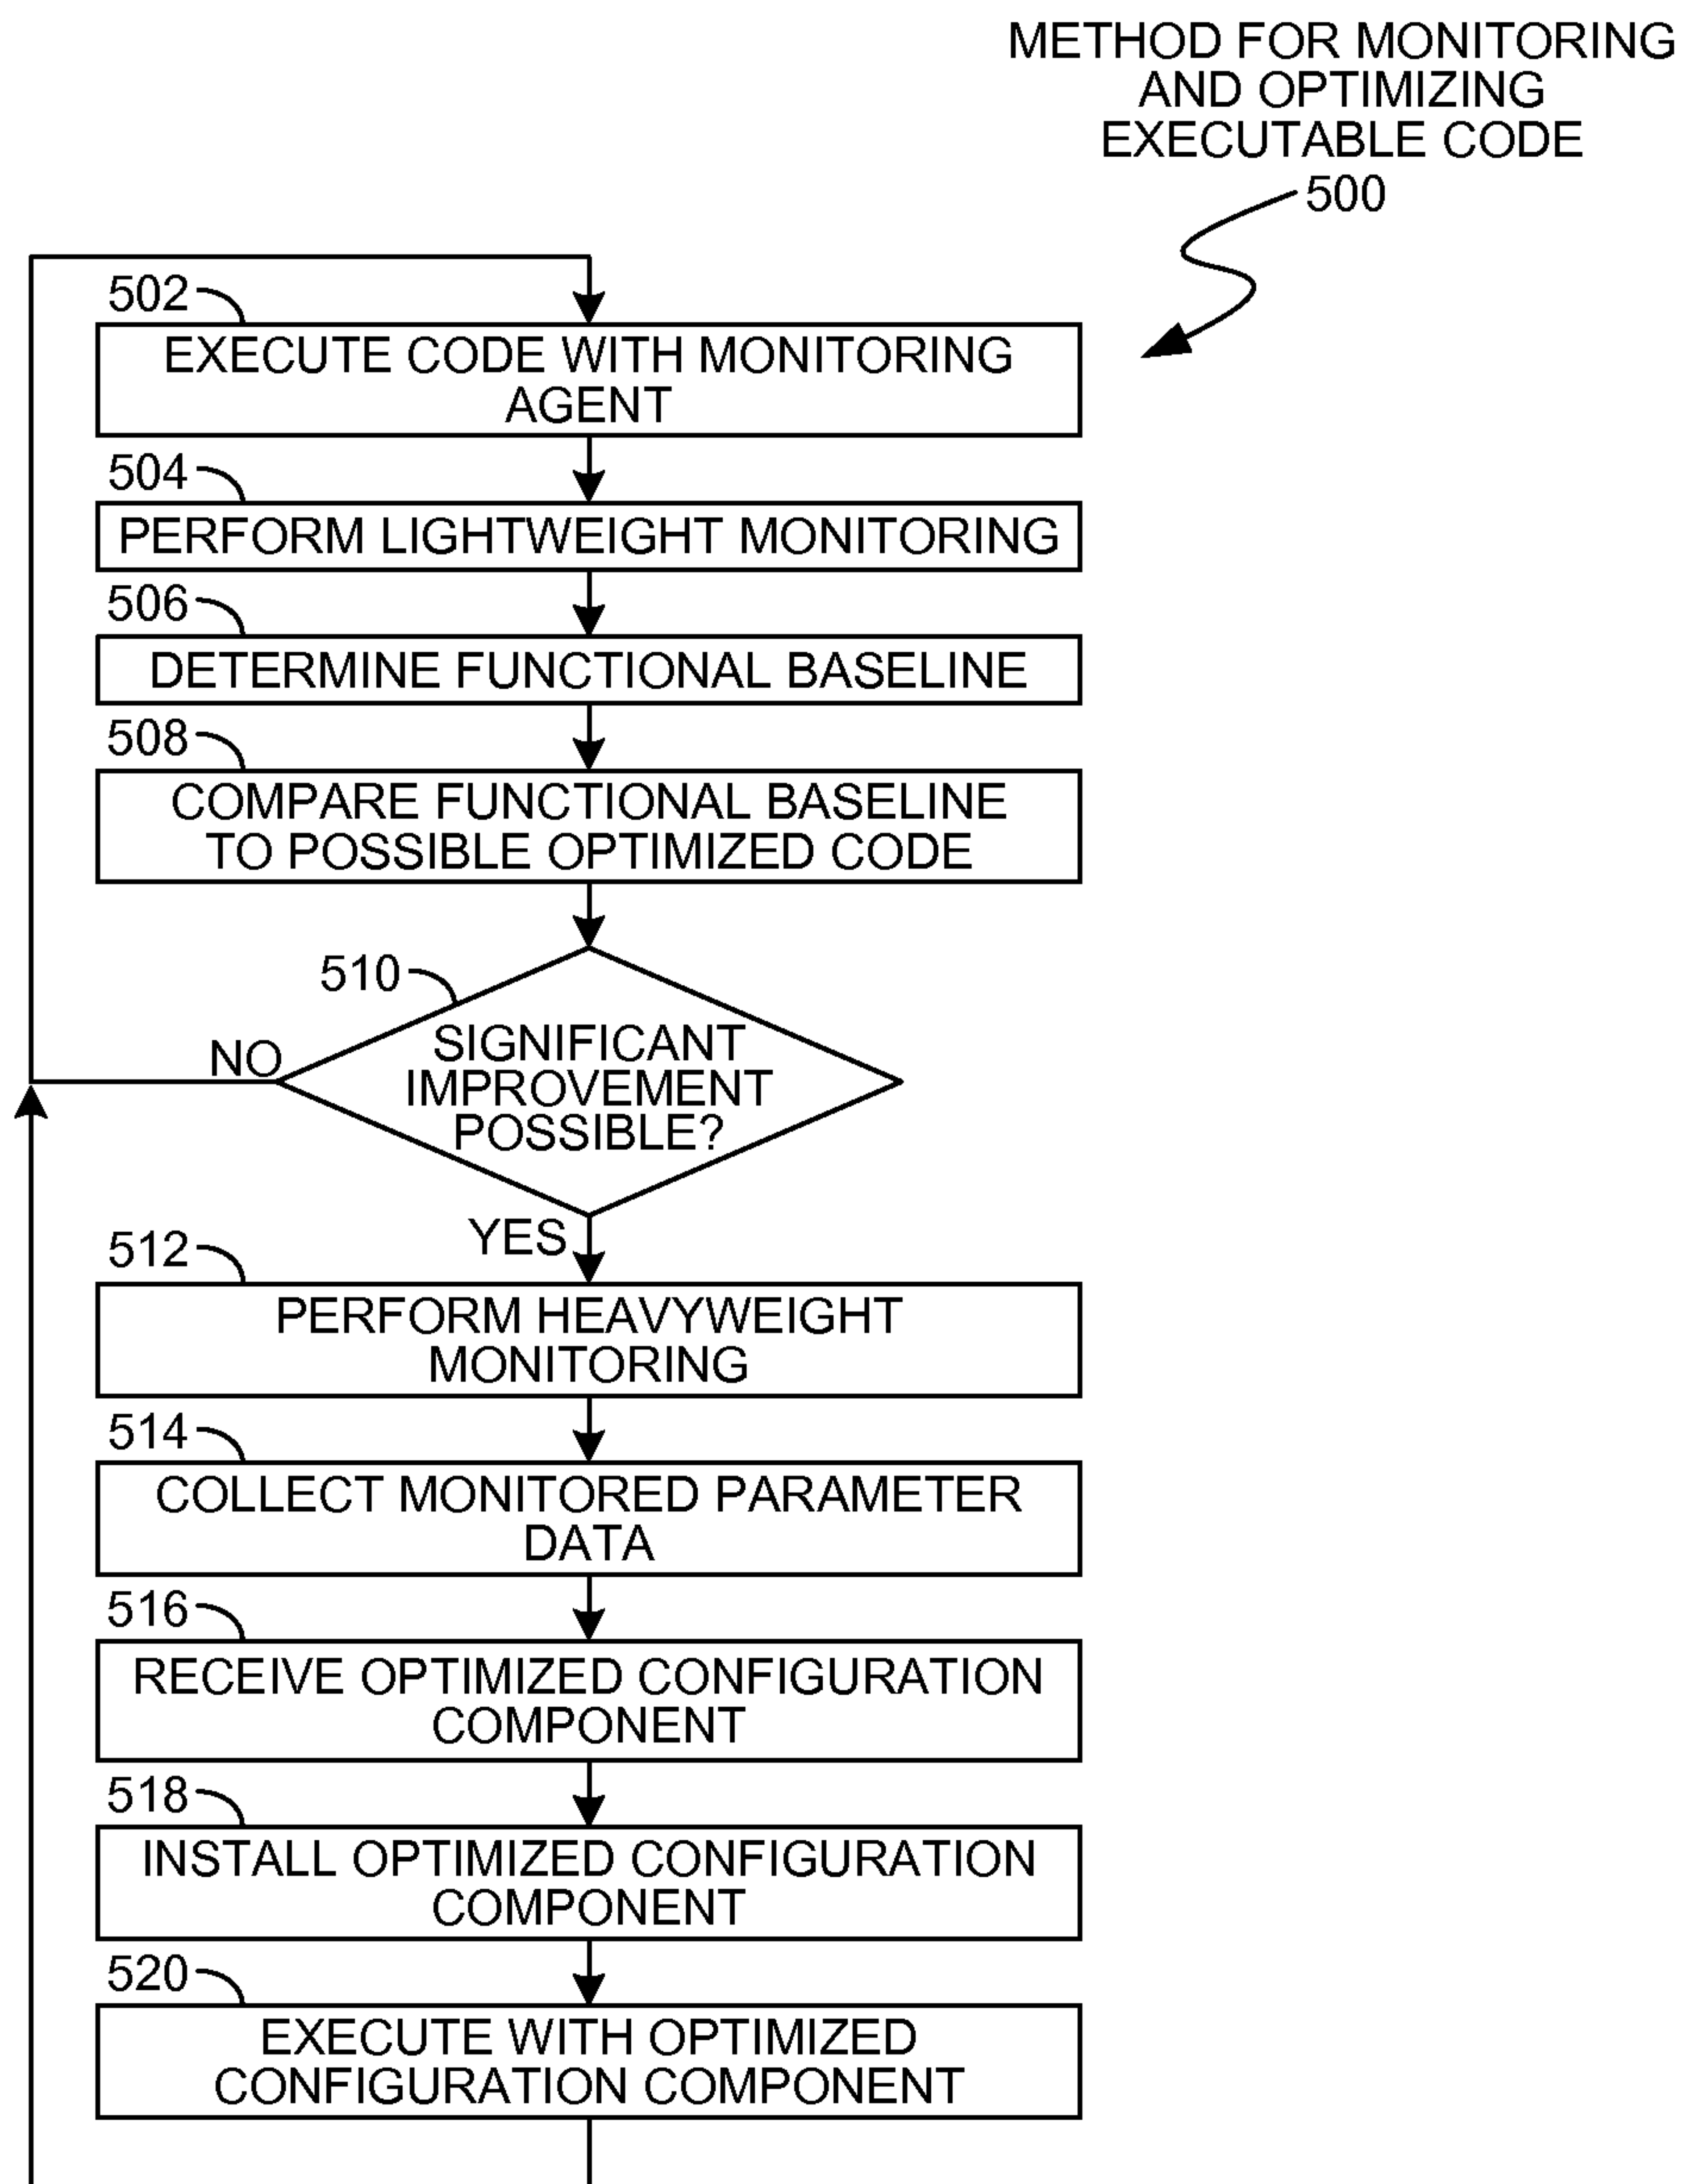 METHOD FOR MONITORING
AND OPTIMIZING
EXECUTABLE CODE
500
502
EXECUTE CODE WITH MONITORING
AGENT
504
PERFORM LIGHTWEIGHT MONITORING
506
DETERMINE FUNCTIONAL BASELINE
508
COMPARE FUNCTIONAL BASELINE
TO POSSIBLE OPTIMIZED CODE
510
SIGNIFICANT
IMPROVEMENT
POSSIBLE?
NO
YES
512
PERFORM HEAVYWEIGHT
MONITORING
514
COLLECT MONITORED PARAMETER
DATA
516
RECEIVE OPTIMIZED CONFIGURATION
COMPONENT
518
INSTALL OPTIMIZED CONFIGURATION
COMPONENT
520
EXECUTE WITH OPTIMIZED
CONFIGURATION COMPONENT